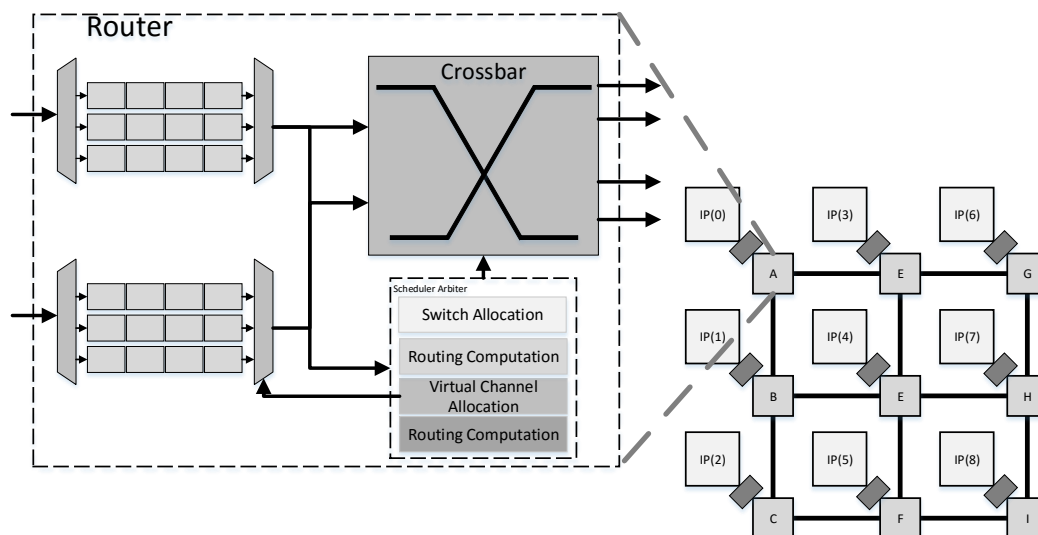 Router
Crossbar
Scheduler Arbiter
Switch Allocation
Routing Computation
Virtual Channel
Allocation
Routing Computation
IP(0)
IP(3)
IP(6)
A
E
G
IP(1)
IP(4)
IP(7)
B
E
H
IP(2)
IP(5)
IP(8)
C
F
I